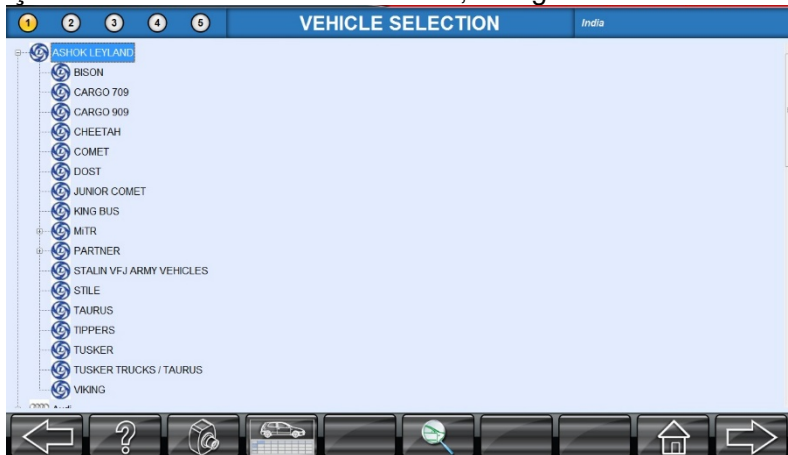 1 2 3 4 5 VEHICLE SELECTION India
ASHOK LEYLAND
BISON
CARGO 709
CARGO 909
CHEETAH
COMET
DOST
JUNIOR COMET
KING BUS
MiTR
PARTNER
STALIN VFJ ARMY VEHICLES
STILE
TAURUS
TIPPERS
TUSKER
TUSKER TRUCKS / TAURUS
VIKING
?